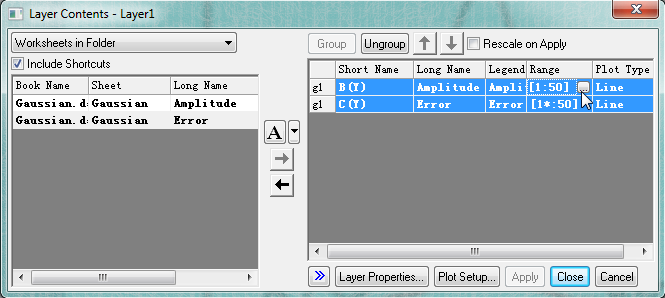 Layer Contents - Layer1
Worksheets in Folder
Include Shortcuts
Book Name Sheet Long Name
Gaussian.d Gaussian Amplitude
Gaussian.d Gaussian Error
A
Group Ungroup Rescale on Apply
Short Name Long Name Legend Range Plot Type
g1 B(Y) Amplitude Ampli [1:50] ... Line
g1 C(Y) Error Error [1*:50] Line
Layer Properties... Plot Setup... Apply Close Cancel